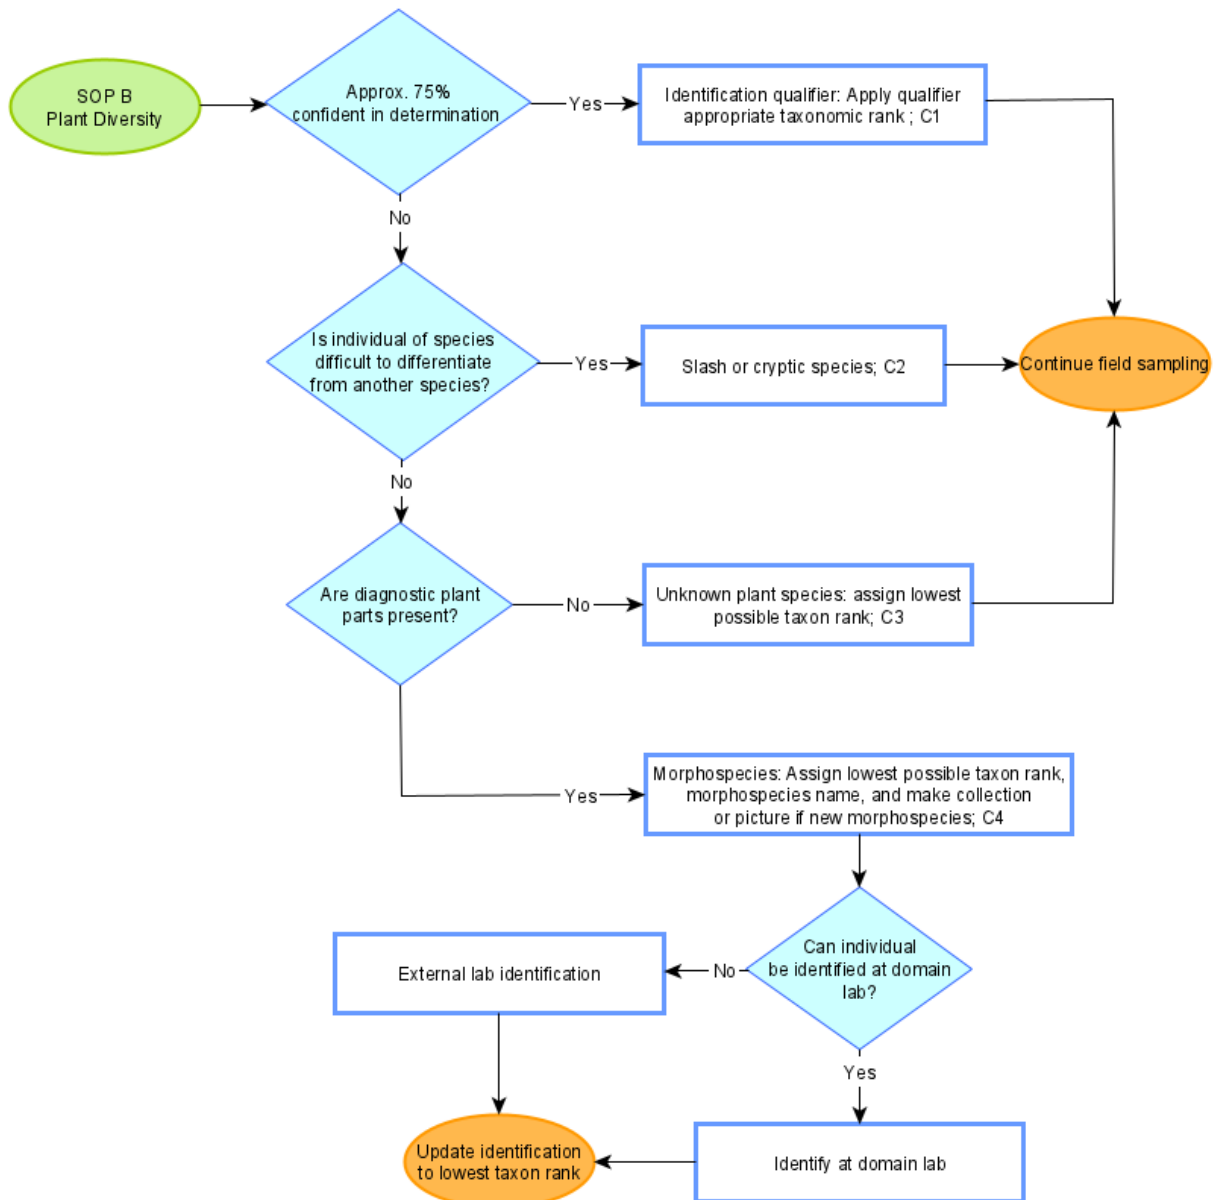 SOP B
Plant Diversity
Approx. 75%
confident in determination
Yes
Identification qualifier: Apply qualifier
appropriate taxonomic rank ; C1
No
Is individual of species
difficult to differentiate
from another species?
Yes
Slash or cryptic species; C2
Continue field sampling
No
Are diagnostic plant
parts present?
No
Unknown plant species: assign lowest
possible taxon rank; C3
Yes
Morphospecies: Assign lowest possible taxon rank,
morphospecies name, and make collection
or picture if new morphospecies; C4
Can individual
be identified at domain
lab?
No
External lab identification
Yes
Identify at domain lab
Update identification
to lowest taxon rank